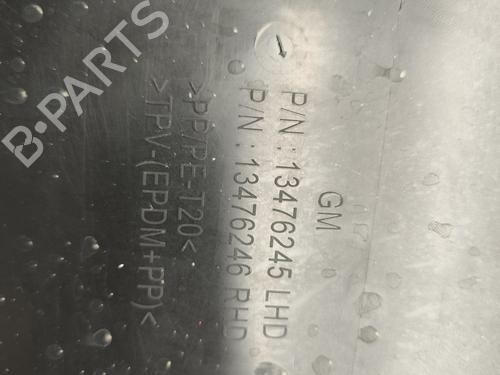 GM
P/N : 13476245 LHD
P/N : 13476246 RHD
>PP/PE-T20<
>TPV (EPDM+PP)<
B-PARTS